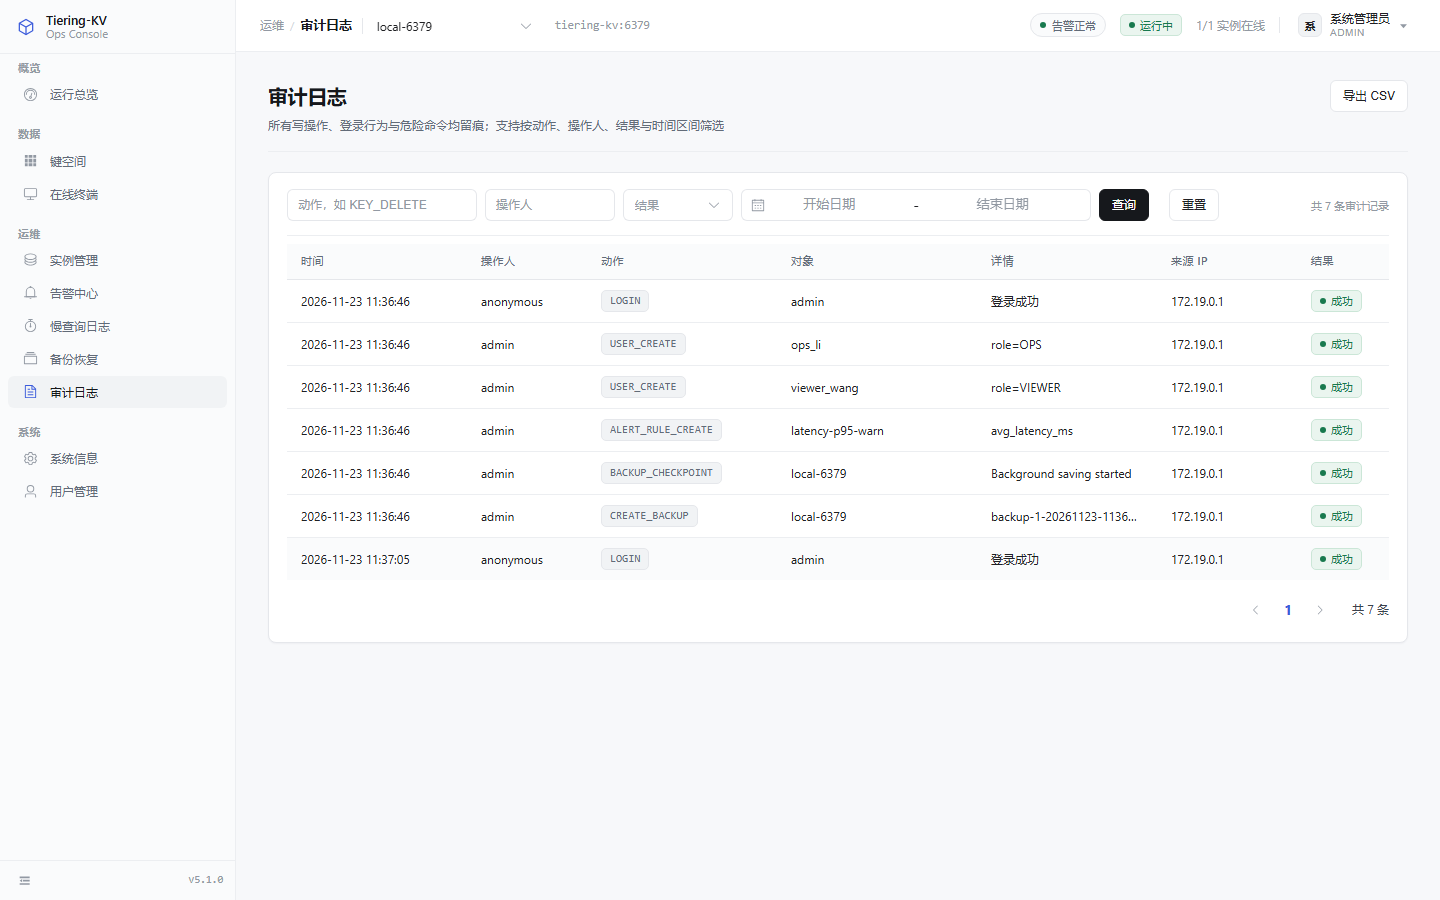 Tiering-KV
Ops Console
概览
运行总览
数据
键空间
在线终端
运维
实例管理
告警中心
慢查询日志
备份恢复
审计日志
系统
系统信息
用户管理
v5.1.0
运维 / 审计日志 local-6379 tiering-kv:6379 告警正常 运行中 1/1 实例在线 系 系统管理员
ADMIN
审计日志 导出 CSV
所有写操作、登录行为与危险命令均留痕；支持按动作、操作人、结果与时间区间筛选
动作，如 KEY_DELETE 操作人 结果 开始日期 - 结束日期 查询 重置 共 7 条审计记录
时间 操作人 动作 对象 详情 来源 IP 结果
2026-11-23 11:36:46 anonymous LOGIN admin 登录成功 172.19.0.1 成功
2026-11-23 11:36:46 admin USER_CREATE ops_li role=OPS 172.19.0.1 成功
2026-11-23 11:36:46 admin USER_CREATE viewer_wang role=VIEWER 172.19.0.1 成功
2026-11-23 11:36:46 admin ALERT_RULE_CREATE latency-p95-warn avg_latency_ms 172.19.0.1 成功
2026-11-23 11:36:46 admin BACKUP_CHECKPOINT local-6379 Background saving started 172.19.0.1 成功
2026-11-23 11:36:46 admin CREATE_BACKUP local-6379 backup-1-20261123-1136... 172.19.0.1 成功
2026-11-23 11:37:05 anonymous LOGIN admin 登录成功 172.19.0.1 成功
1 共 7 条